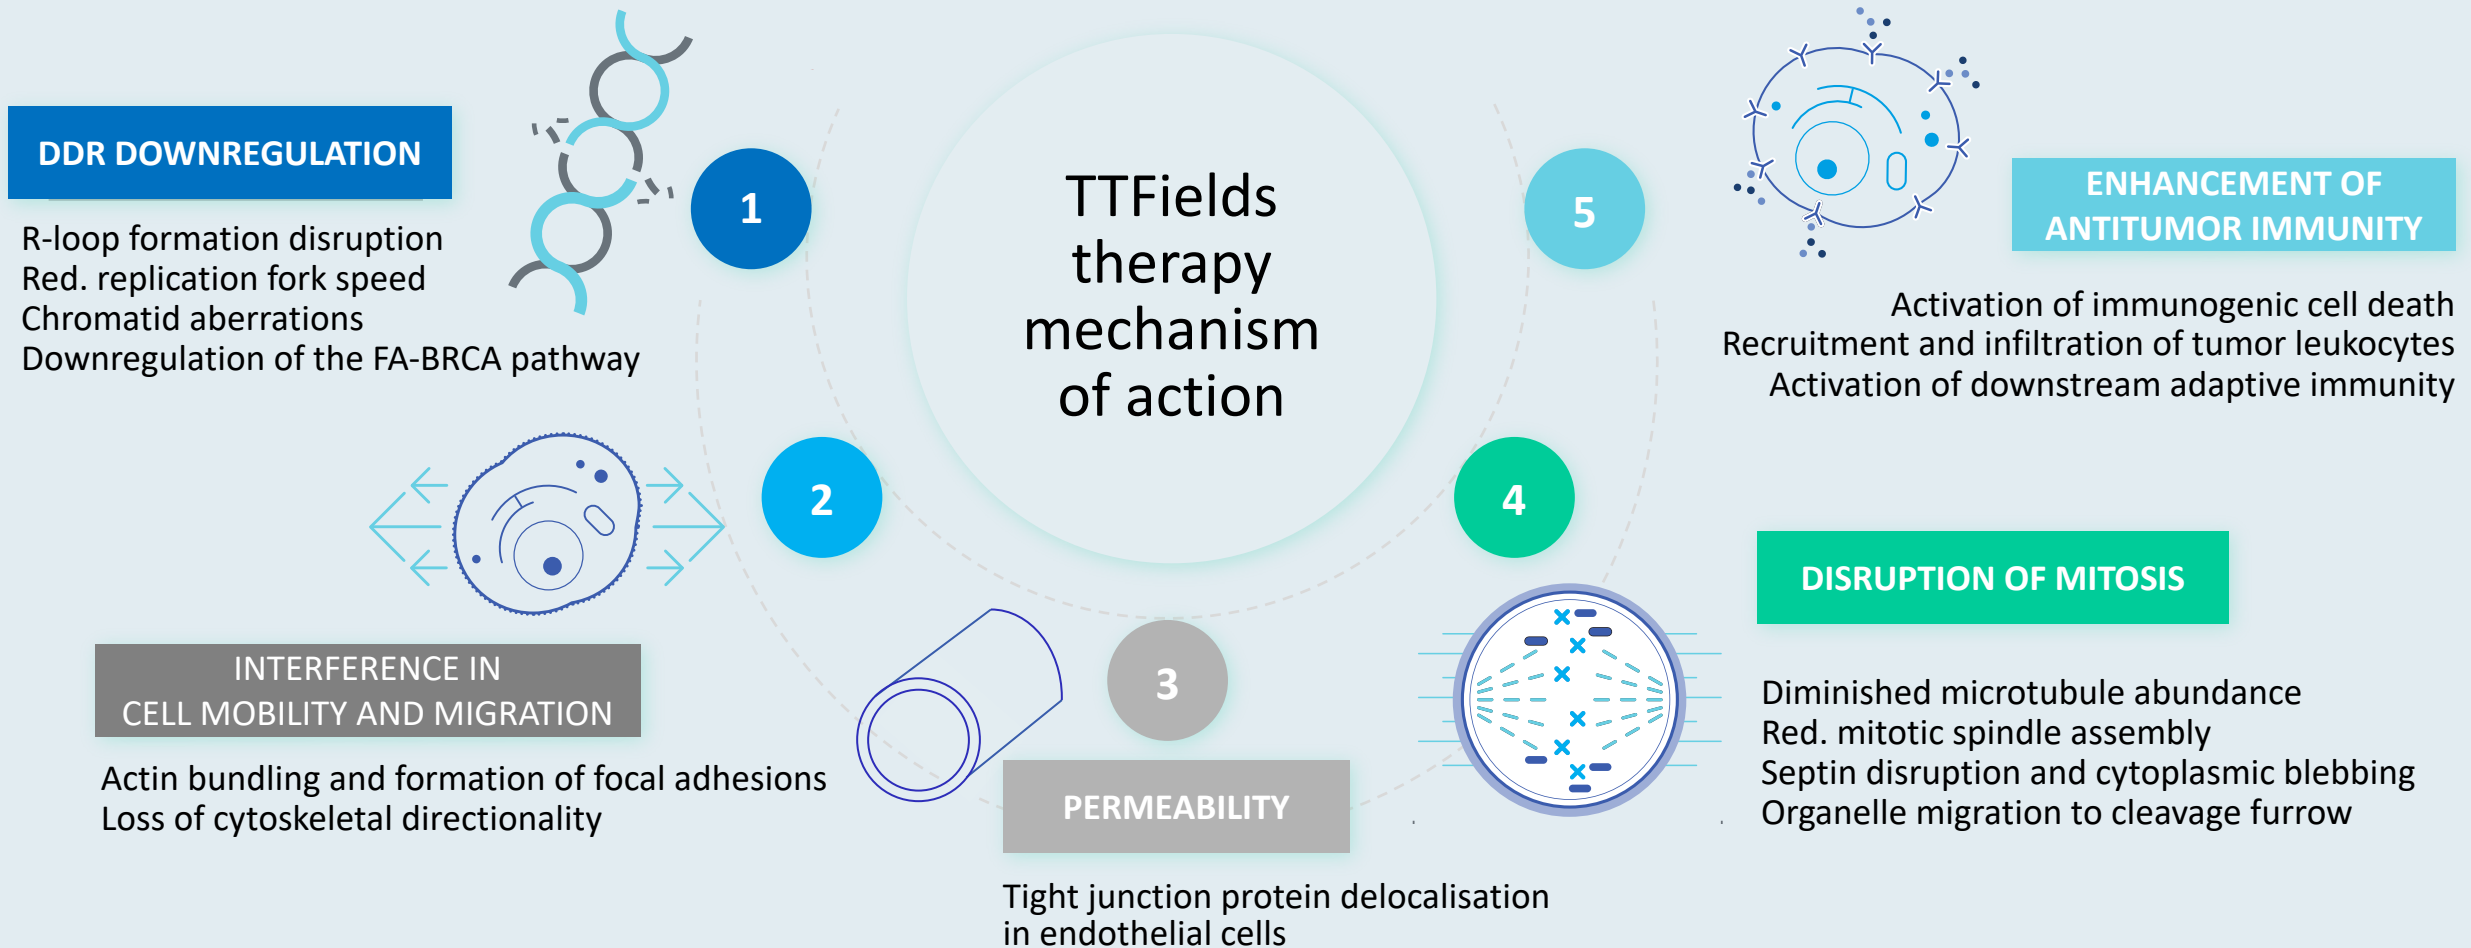 TTFields
therapy
mechanism
of action
1
DDR DOWNREGULATION
R-loop formation disruption
Red. replication fork speed
Chromatid aberrations
Downregulation of the FA-BRCA pathway
2
INTERFERENCE IN
CELL MOBILITY AND MIGRATION
Actin bundling and formation of focal adhesions
Loss of cytoskeletal directionality
3
PERMEABILITY
Tight junction protein delocalisation
in endothelial cells
4
DISRUPTION OF MITOSIS
Diminished microtubule abundance
Red. mitotic spindle assembly
Septin disruption and cytoplasmic blebbing
Organelle migration to cleavage furrow
5
ENHANCEMENT OF
ANTITUMOR IMMUNITY
Activation of immunogenic cell death
Recruitment and infiltration of tumor leukocytes
Activation of downstream adaptive immunity